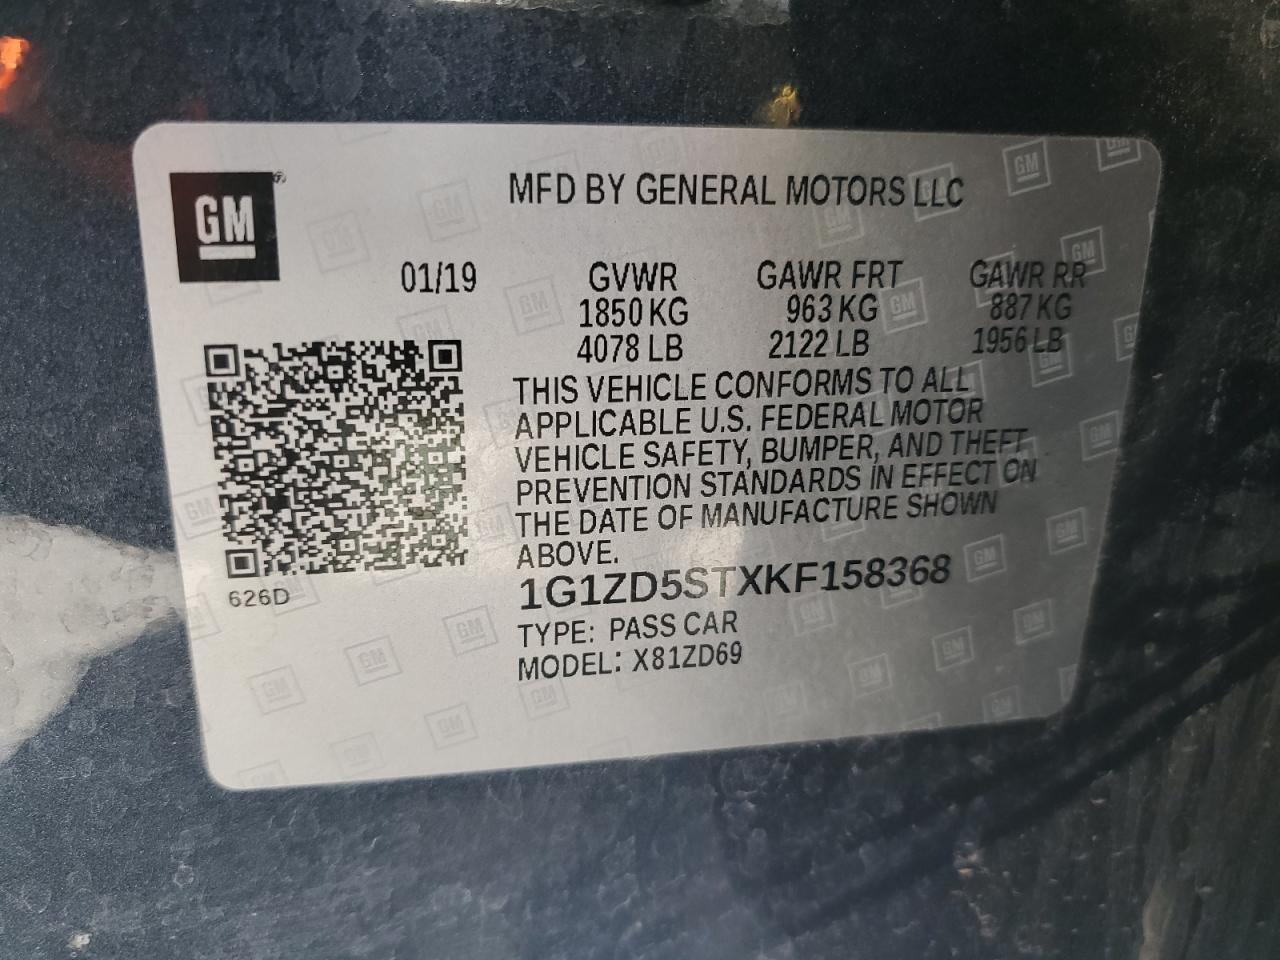 GM
MFD BY GENERAL MOTORS LLC
01/19 GVWR GAWR FRT GAWR RR
1850 KG 963 KG 887 KG
4078 LB 2122 LB 1956 LB
THIS VEHICLE CONFORMS TO ALL
APPLICABLE U.S. FEDERAL MOTOR
VEHICLE SAFETY, BUMPER, AND THEFT
PREVENTION STANDARDS IN EFFECT ON
THE DATE OF MANUFACTURE SHOWN
ABOVE.
626D
1G1ZD5STXKF158368
TYPE: PASS CAR
MODEL: X81ZD69